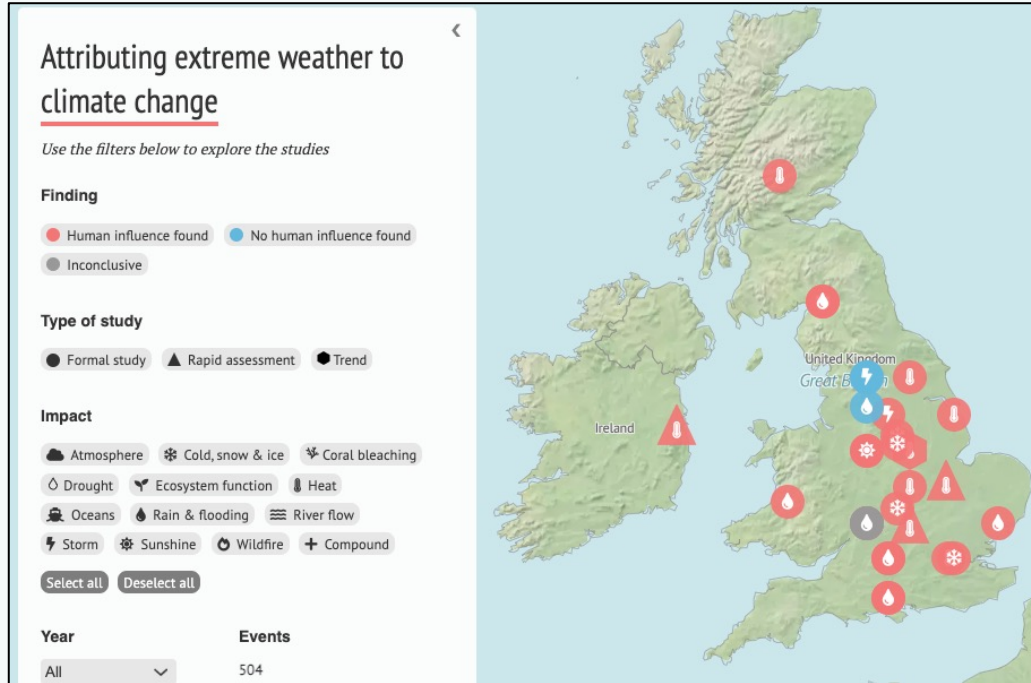 Attributing extreme weather to
climate change
Use the filters below to explore the studies
Finding
Human influence found No human influence found
Inconclusive
Type of study
Formal study Rapid assessment Trend
Impact
Atmosphere Cold, snow & ice Coral bleaching
Drought Ecosystem function Heat
Oceans Rain & flooding River flow
Storm Sunshine Wildfire Compound
Select all Deselect all
Year Events
All 504
United Kingdom
Great
Ireland